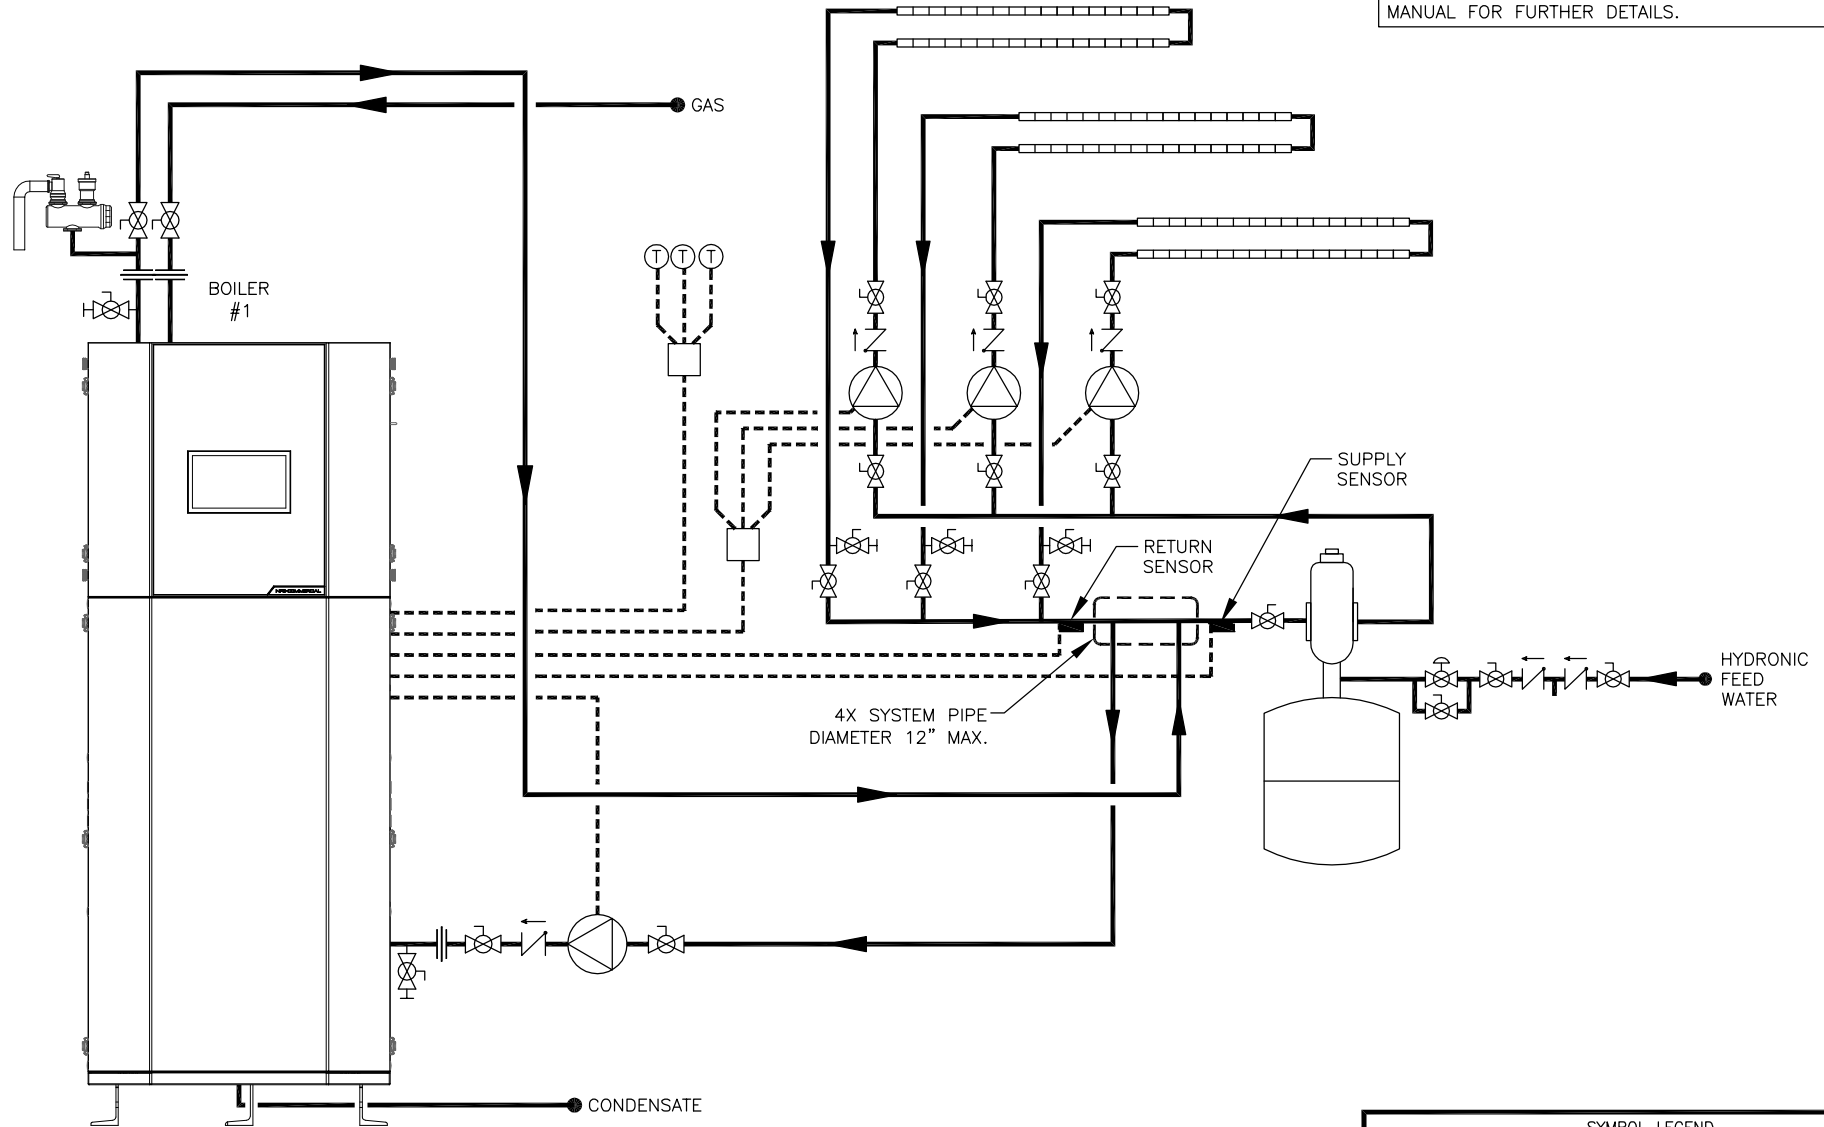 MANUAL FOR FURTHER DETAILS.
GAS
BOILER
#1
T T T
SUPPLY
SENSOR
RETURN
SENSOR
HYDRONIC
FEED
WATER
4X SYSTEM PIPE
DIAMETER 12" MAX.
CONDENSATE
SYMBOL LEGEND